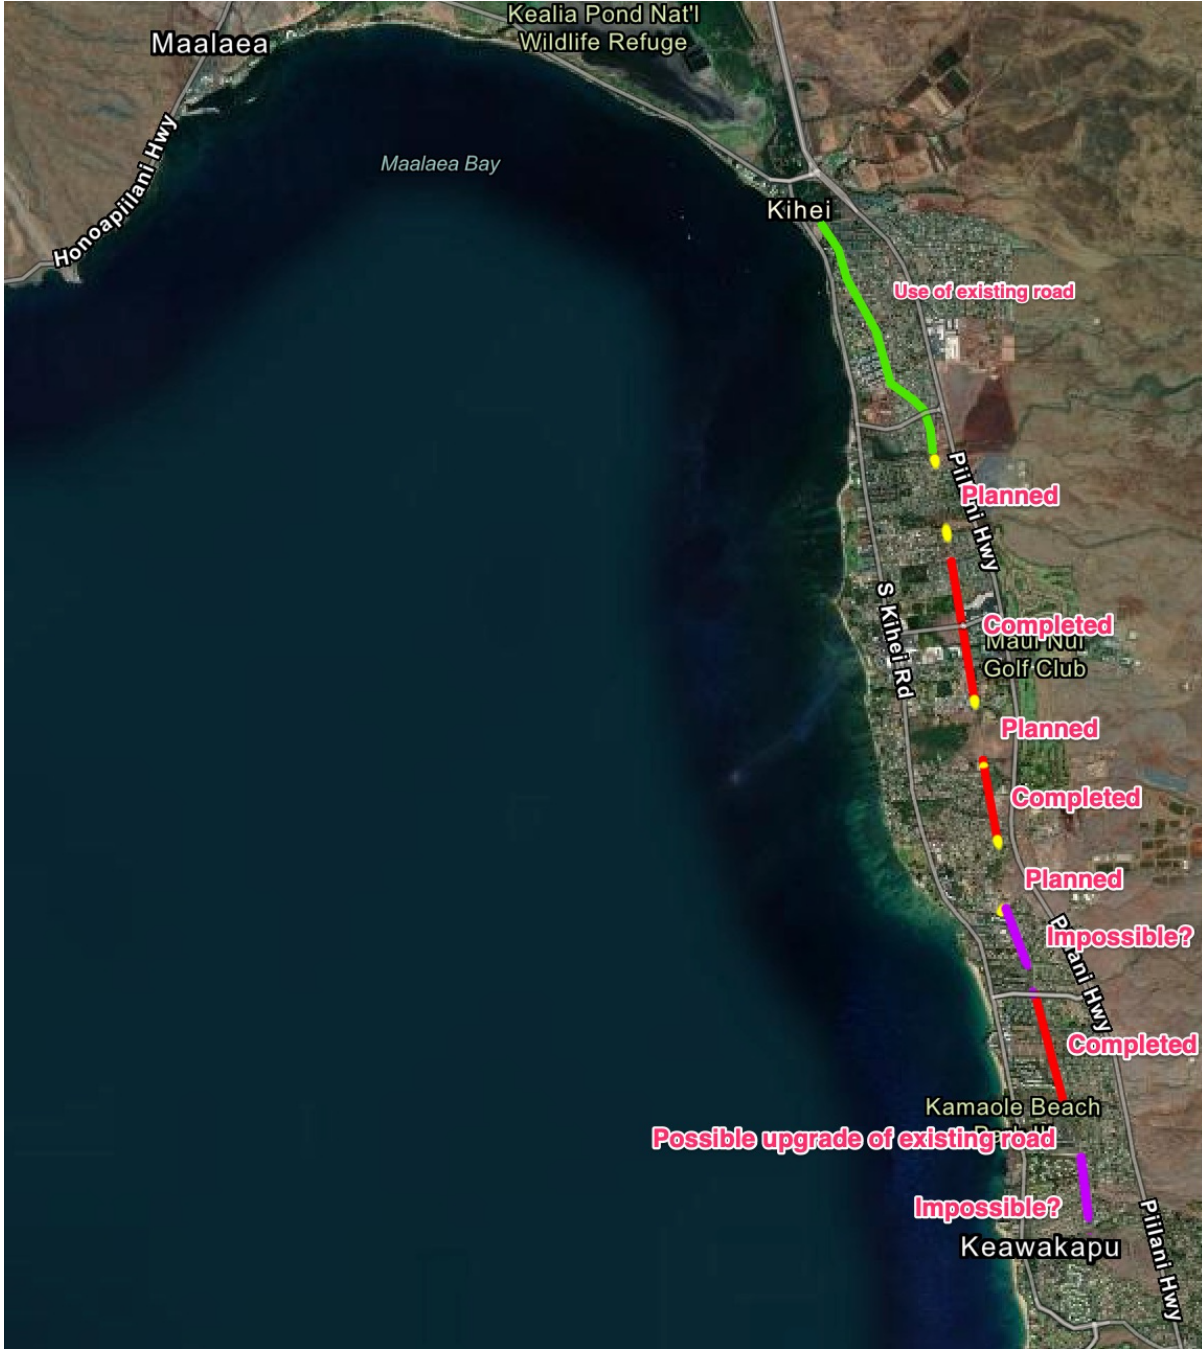 Kealia Pond Nat'l
Wildlife Refuge
Maalaea
Honoapiilani Hwy
Maalaea Bay
Kihei
Use of existing road
Piilani Hwy
Planned
S Kihei Rd
Completed
Maui Nui
Golf Club
Planned
Completed
Planned
Impossible?
Piilani Hwy
Completed
Kamaole Beach
Possible upgrade of existing road
Impossible?
Keawakapu
Piilani Hwy